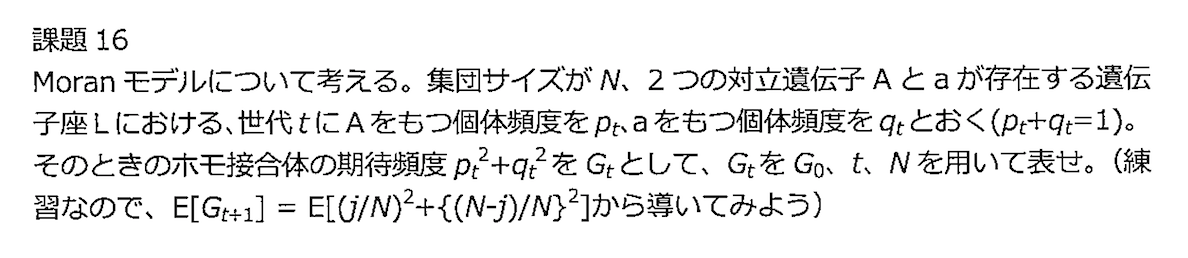 課題 16
Moran モデルについて考える。集団サイズが N、2 つの対立遺伝子 A と a が存在する遺伝
子座 L における、世代 t に A をもつ個体頻度を pₜ、a をもつ個体頻度を qₜ とおく(pₜ+qₜ=1)。
そのときのホモ接合体の期待頻度 pₜ²+qₜ² を Gₜ として、Gₜ を G₀、t、N を用いて表せ。（練
習なので、E[Gₜ₊₁] = E[(j/N)²+{(N-j)/N}²]から導いてみよう）